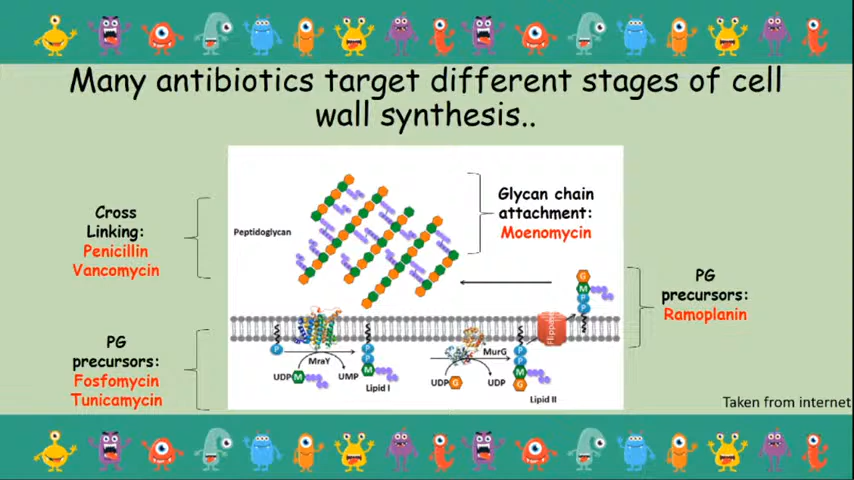 Many antibiotics target different stages of cell
wall synthesis..
Cross
Linking:
Penicillin
Vancomycin
Peptidoglycan
Glycan chain
attachment:
Moenomycin
PG
precursors:
Ramoplanin
G
M
P
P
Flippase
PG
precursors:
Fosfomycin
Tunicamycin
P
MraY
UDP M
UMP
P
P
M
Lipid I
MurG
UDP G
UDP
P
P
M
G
Lipid II
Taken from internet